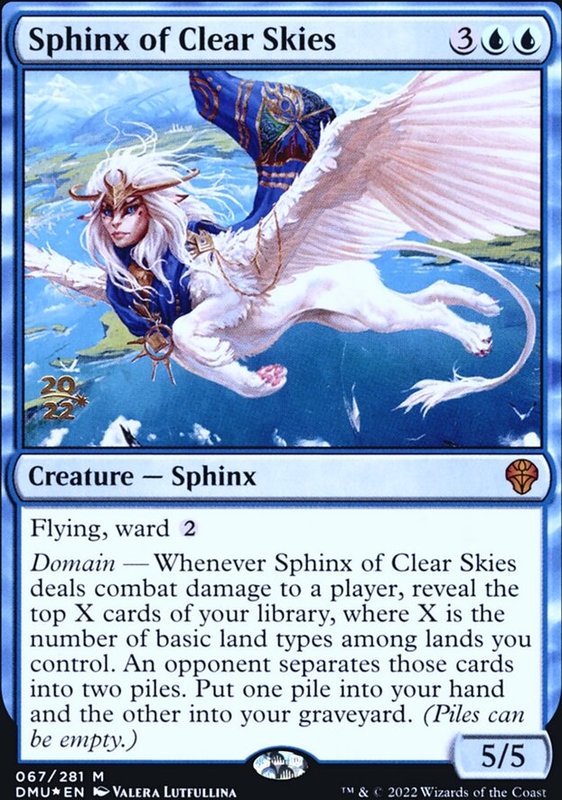 Sphinx of Clear Skies 3
20
22
Creature — Sphinx
Flying, ward 2
Domain — Whenever Sphinx of Clear Skies
deals combat damage to a player, reveal the
top X cards of your library, where X is the
number of basic land types among lands you
control. An opponent separates those cards
into two piles. Put one pile into your hand
and the other into your graveyard. (Piles can
be empty.)
5/5
067/281 M
DMU★EN VALERA LUTFULLINA
™ & © 2022 Wizards of the Coast